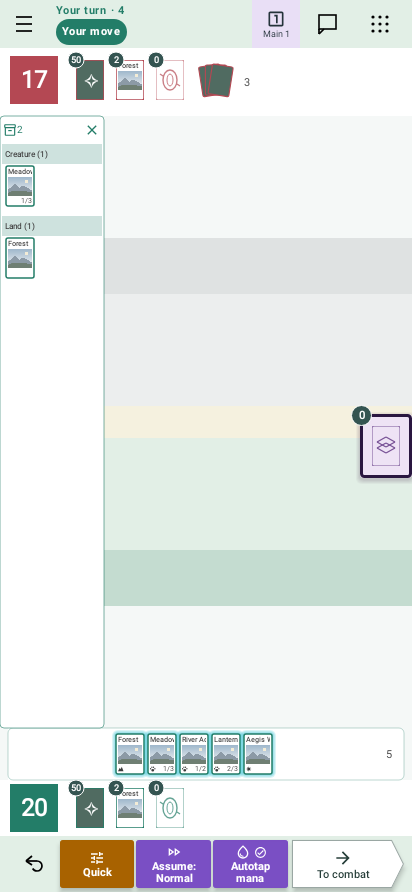 Your turn · 4
Your move
1
Main 1
17
50
2
Forest
0
3
2
Creature (1)
Meadow
1/3
Land (1)
Forest
0
Forest
Meadow
1/3
River
1/2
Lantern
2/3
Aegis
5
20
50
2
Forest
0
Quick
Assume:
Normal
Autotap
mana
To combat